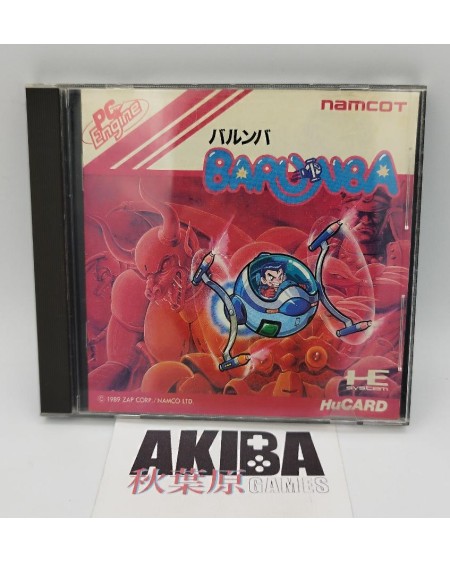 PC Engine
namcot
バルンバ
BARUNBA
© 1989 ZAP CORP./NAMCO LTD.
HE
SYSTEM
HuCARD
AKIBA
秋葉原 GAMES